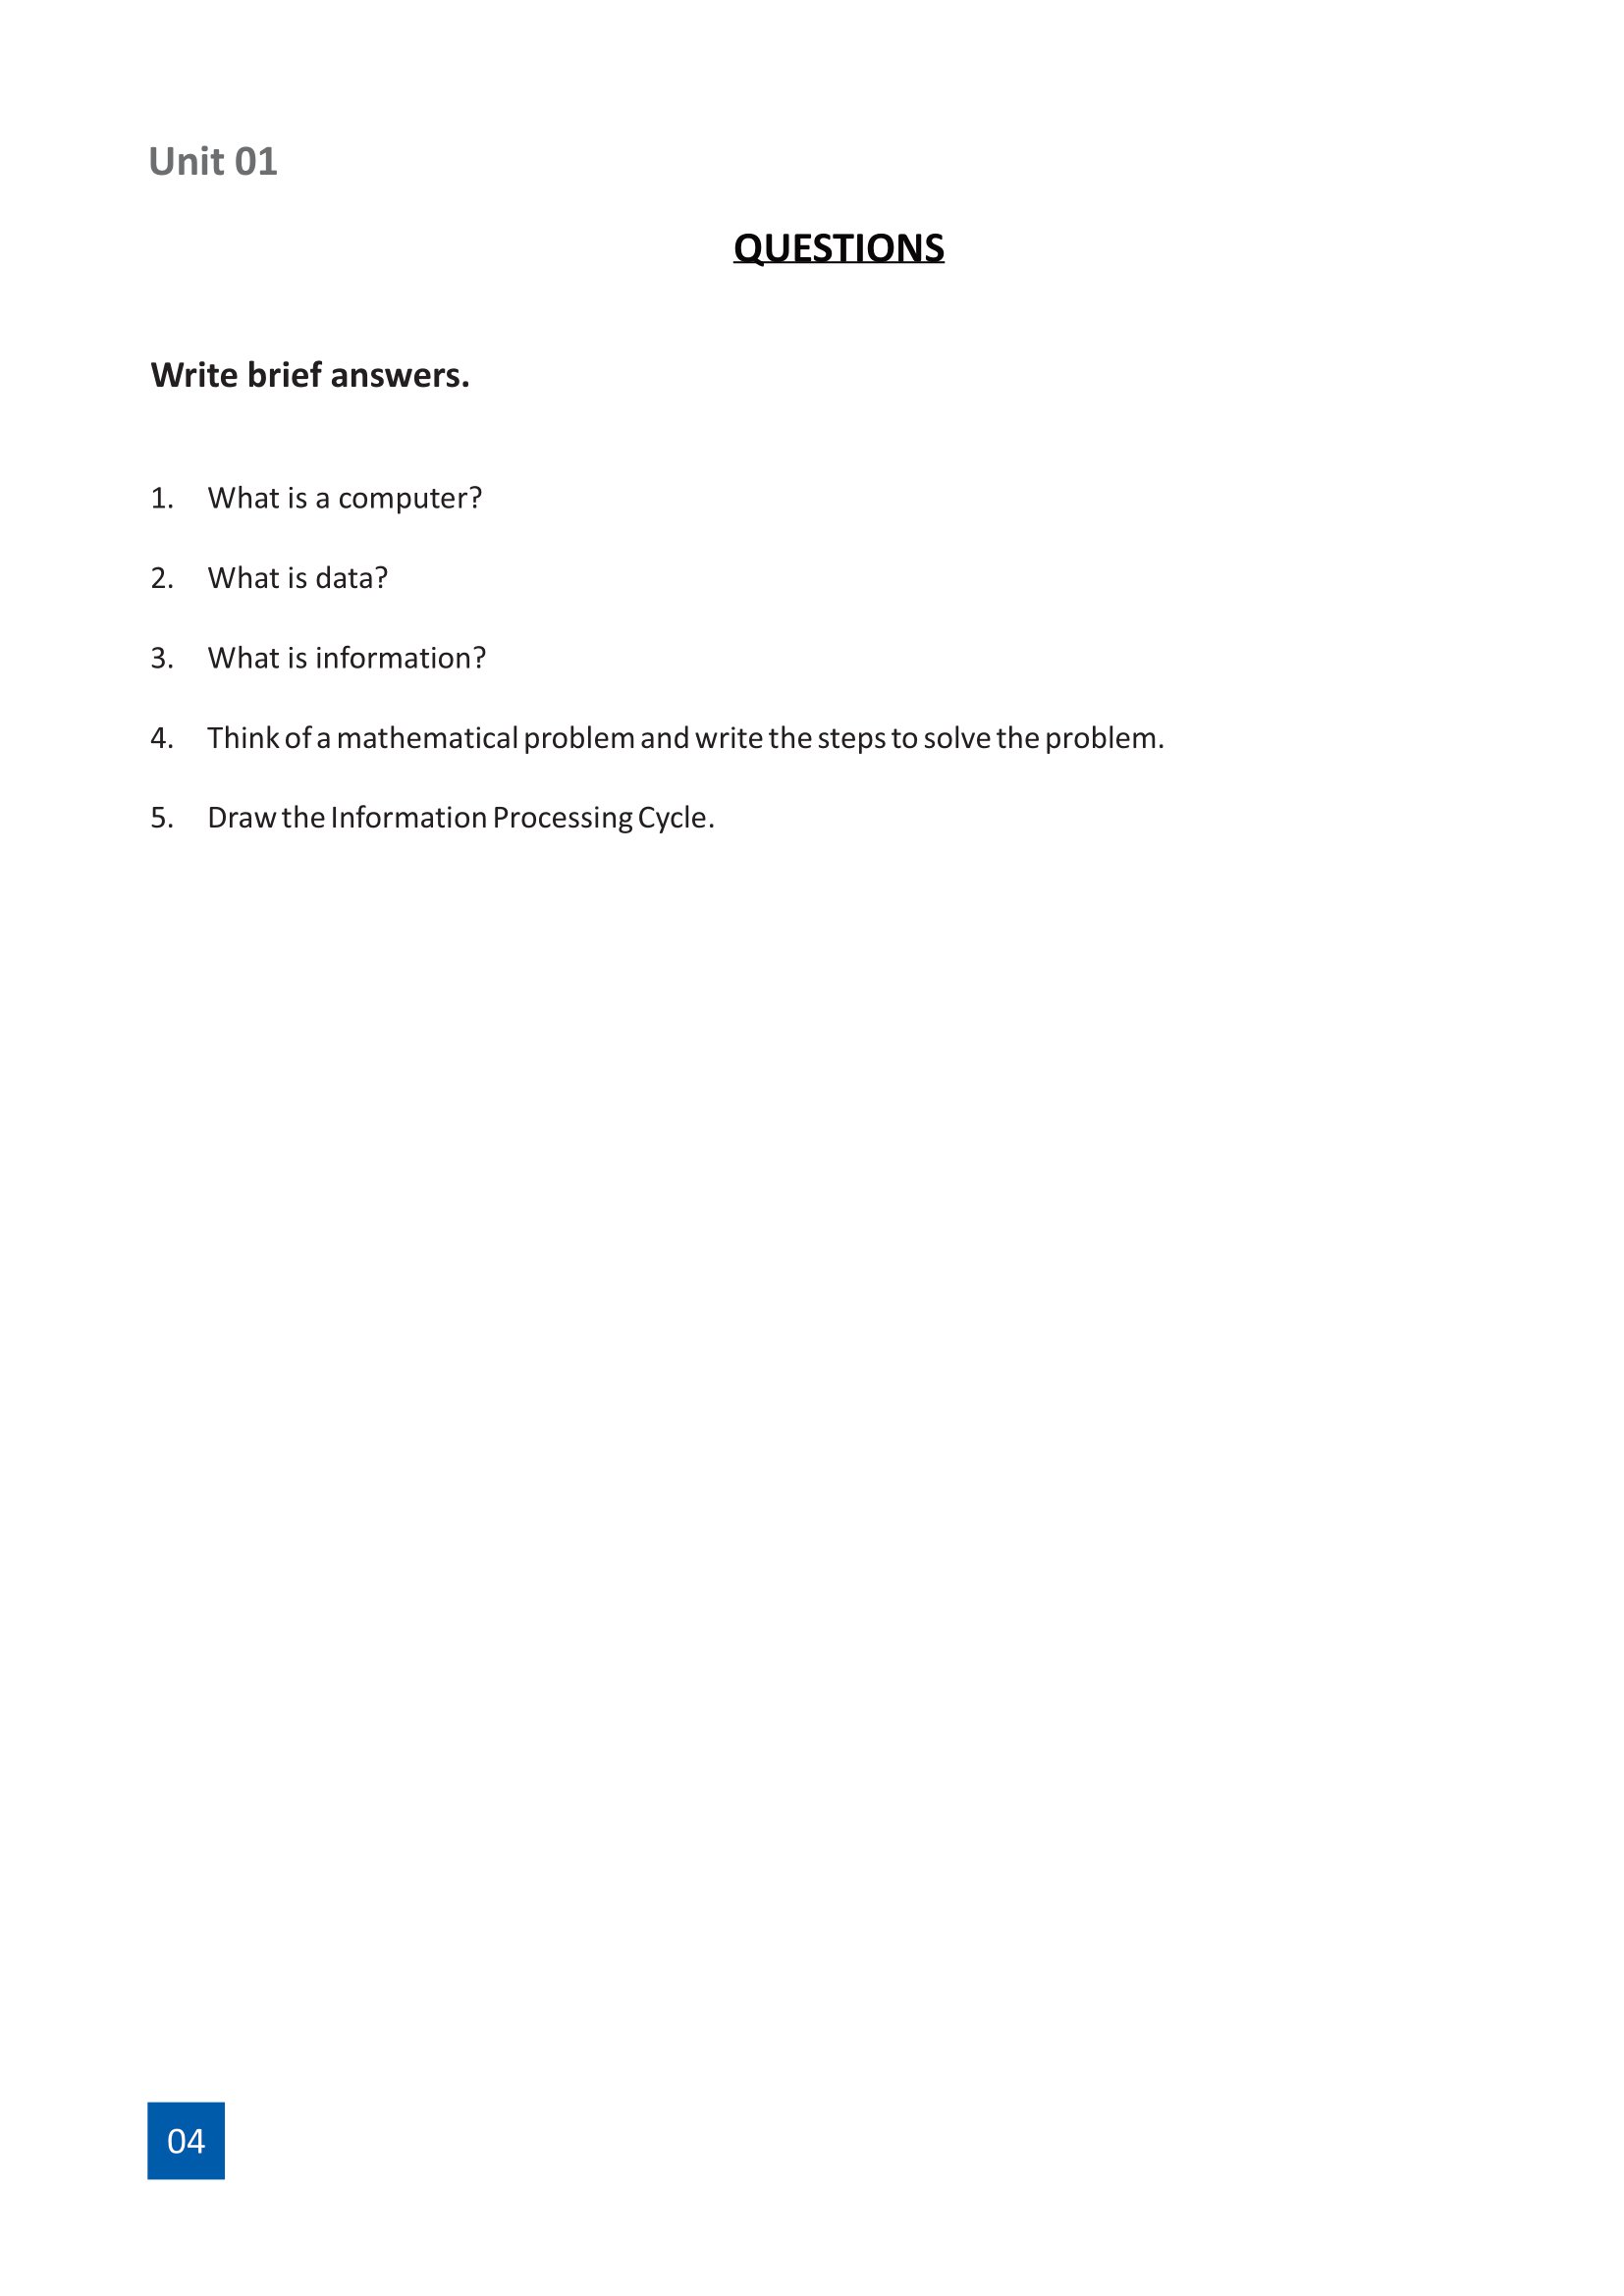 Unit 01
QUESTIONS
Write brief answers.
1. What is a computer?
2. What is data?
3. What is information?
4. Think of a mathematical problem and write the steps to solve the problem.
5. Draw the Information Processing Cycle.
04